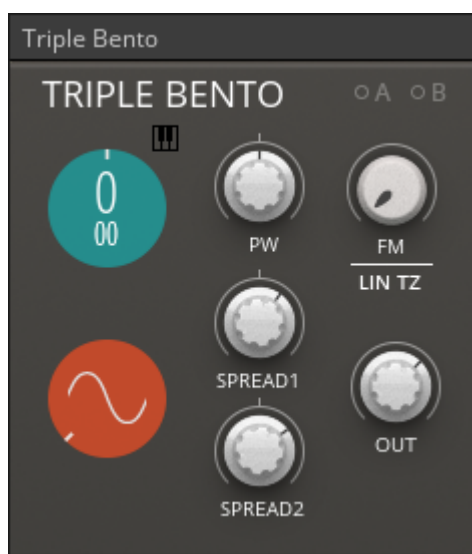 Triple Bento
TRIPLE BENTO
A B
0
00
PW
FM
LIN TZ
SPREAD1
OUT
SPREAD2